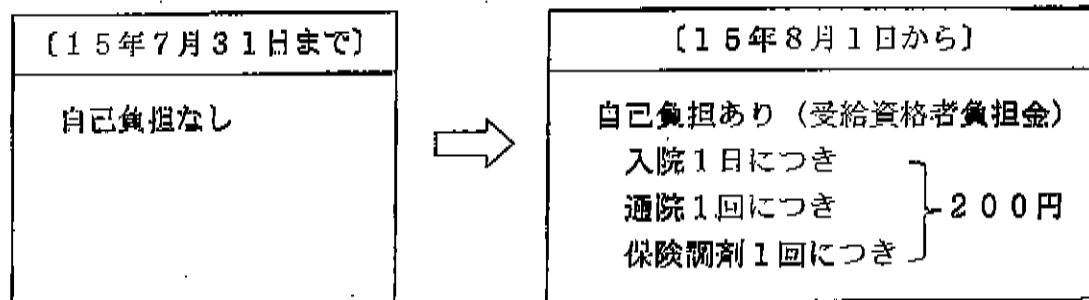 〔１５年７月３１日まで〕
自己負担なし
〔１５年８月１日から〕
自己負担あり（受給資格者負担金）
入院１日につき
通院１回につき
保険調剤１回につき
２００円